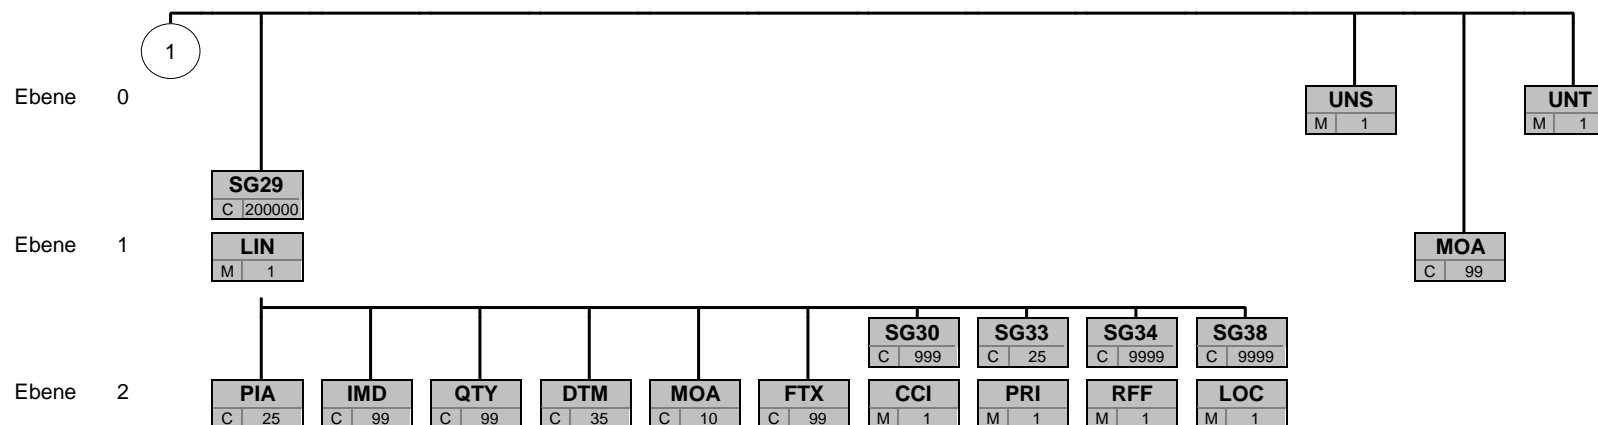 1
Ebene 0
UNS UNT
M 1 M 1
SG29
C 200000
Ebene 1
LIN MOA
M 1 C 99
SG30 SG33 SG34 SG38
C 999 C 25 C 9999 C 9999
Ebene 2
PIA IMD QTY DTM MOA FTX CCI PRI RFF LOC
C 25 C 99 C 99 C 35 C 10 C 99 M 1 M 1 M 1 M 1